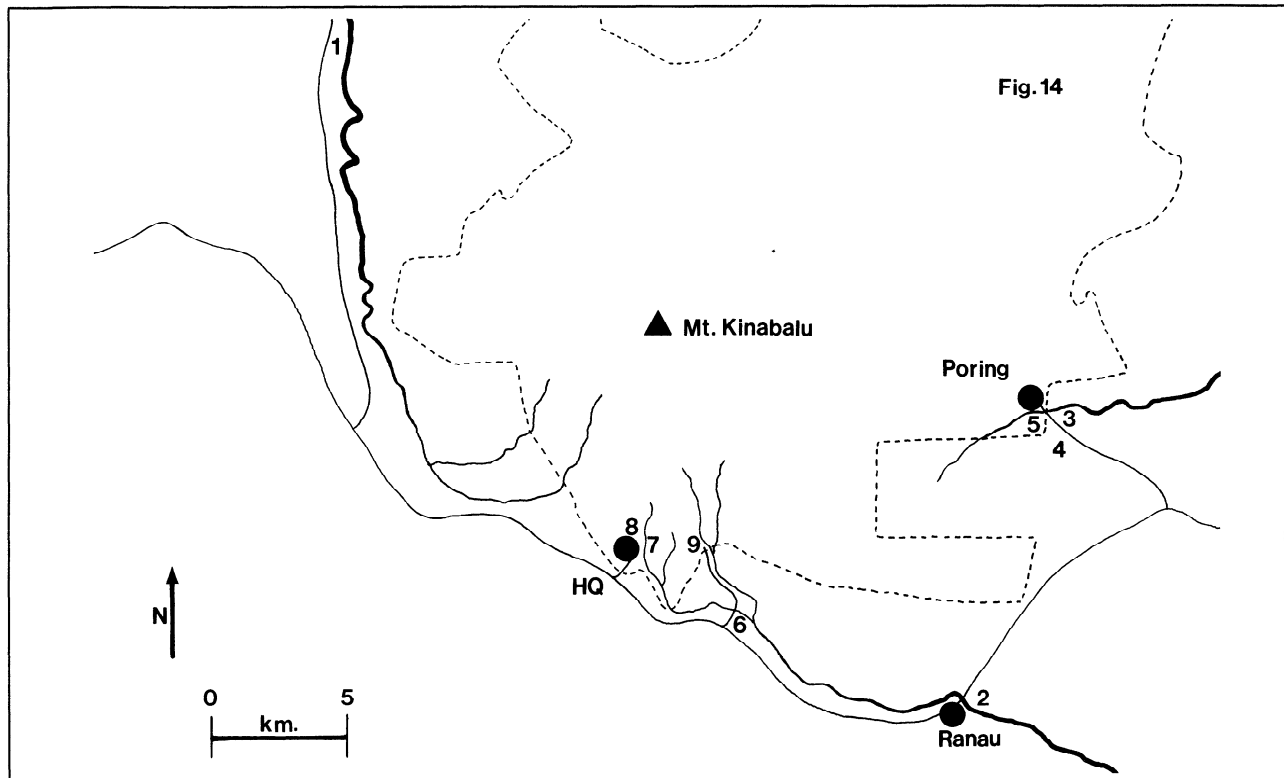 1
Fig. 14
Mt. Kinabalu
Poring
5 3
4
8
7 9
HQ
6
N
0 5
km.
2
Ranau